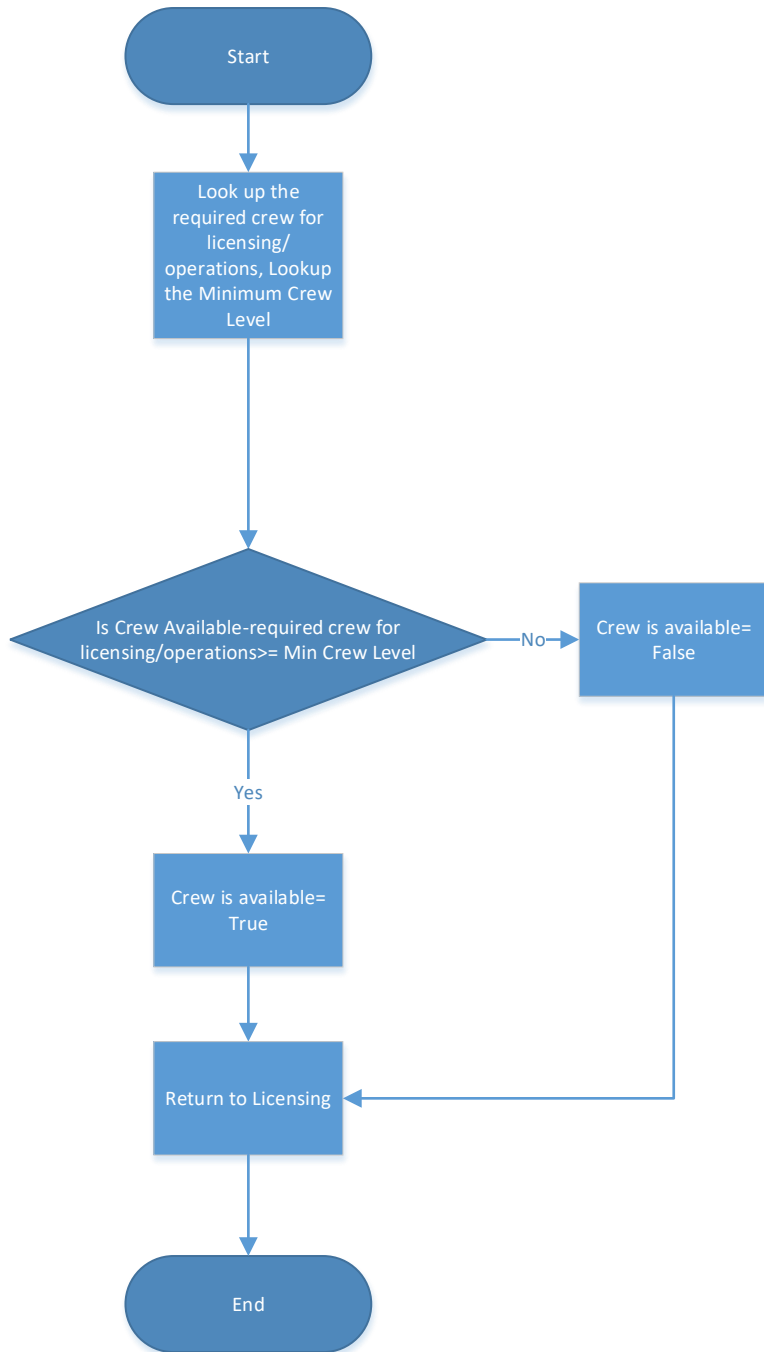 Start
Look up the
required crew for
licensing/
operations, Lookup
the Minimum Crew
Level
Is Crew Available-required crew for
licensing/operations>= Min Crew Level
No
Crew is available=
False
Yes
Crew is available=
True
Return to Licensing
End